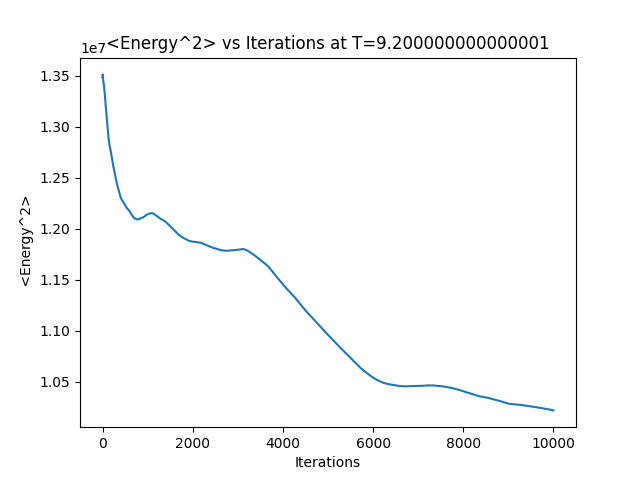 1e7
<Energy^2> vs Iterations at T=9.200000000000001
1.35
1.30
1.25
1.20
1.15
1.10
1.05
<Energy^2>
0 2000 4000 6000 8000 10000
Iterations